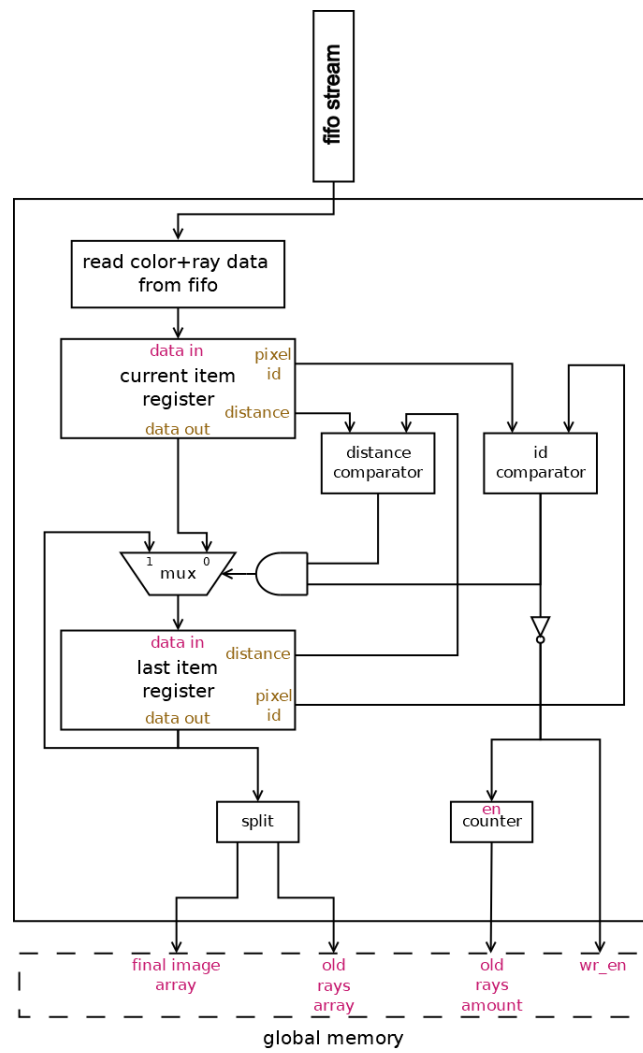 fifo stream
read color+ray data
from fifo
data in
pixel
id
current item
register
distance
data out
distance
comparator
id
comparator
1
0
mux
data in
distance
last item
register
pixel
id
data out
split
en
counter
final image
array
old
rays
array
old
rays
amount
wr_en
global memory